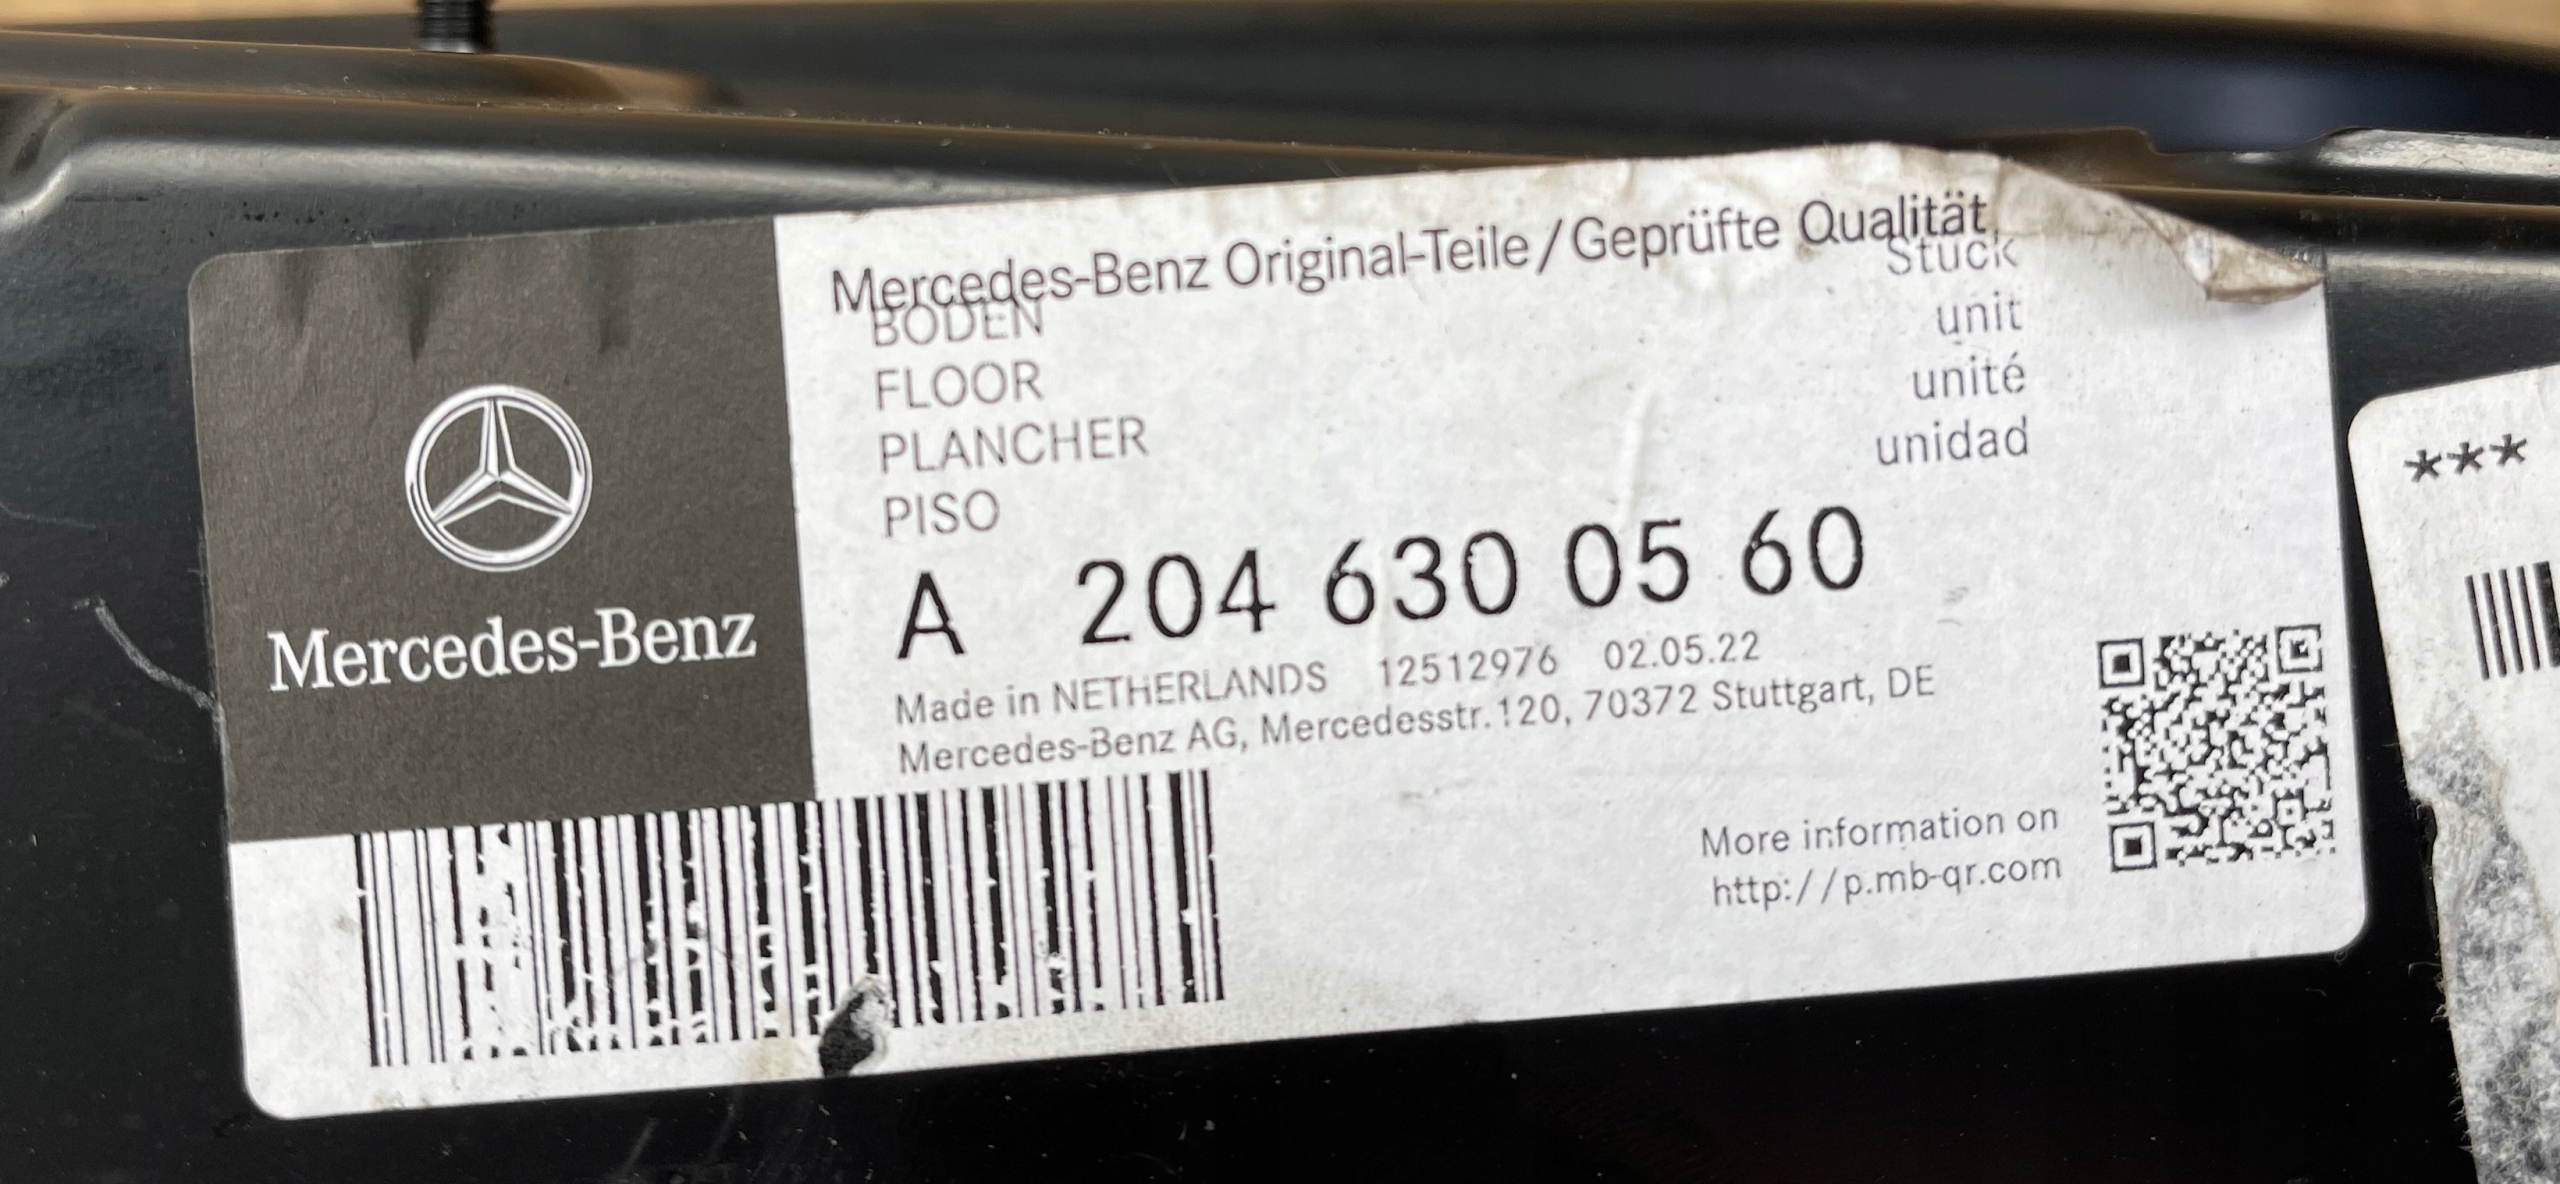 Mercedes-Benz
Mercedes-Benz Original-Teile/Geprüfte Qualität
BODEN
FLOOR
PLANCHER
PISO
Stück
unit
unité
unidad
A 204 630 05 60
Made in NETHERLANDS 12512976 02.05.22
Mercedes-Benz AG, Mercedesstr.120, 70372 Stuttgart, DE
More information on
http://p.mb-qr.com
***